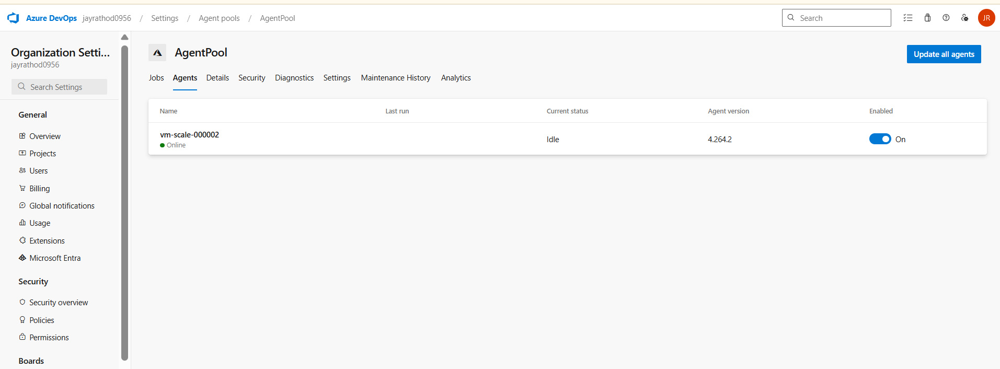 Azure DevOps jayrathod0956 / Settings / Agent pools / AgentPool
Search
JR
Organization Setti...
jayrathod0956
Search Settings
General
Overview
Projects
Users
Billing
Global notifications
Usage
Extensions
Microsoft Entra
Security
Security overview
Policies
Permissions
Boards
AgentPool
Update all agents
Jobs Agents Details Security Diagnostics Settings Maintenance History Analytics
Name Last run Current status Agent version Enabled
vm-scale-000002
Online
Idle 4.264.2 On